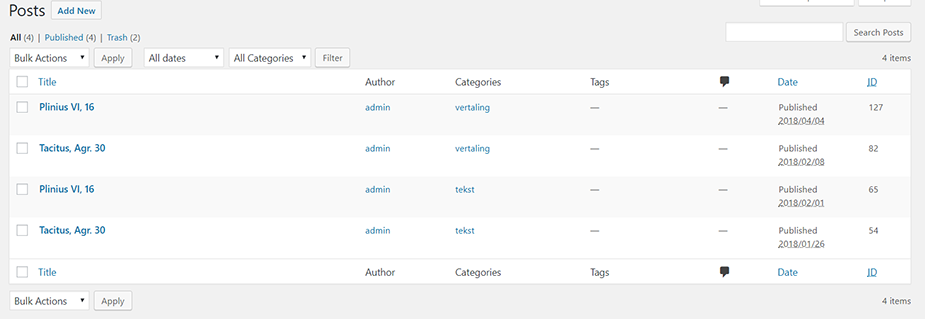 Posts Add New
All (4) | Published (4) | Trash (2)
Search Posts
Bulk Actions Apply All dates All Categories Filter 4 items
Title Author Categories Tags Date ID
Plinius VI, 16 admin vertaling — — Published 127
2018/04/04
Tacitus, Agr. 30 admin vertaling — — Published 82
2018/02/08
Plinius VI, 16 admin tekst — — Published 65
2018/02/01
Tacitus, Agr. 30 admin tekst — — Published 54
2018/01/26
Title Author Categories Tags Date ID
Bulk Actions Apply 4 items